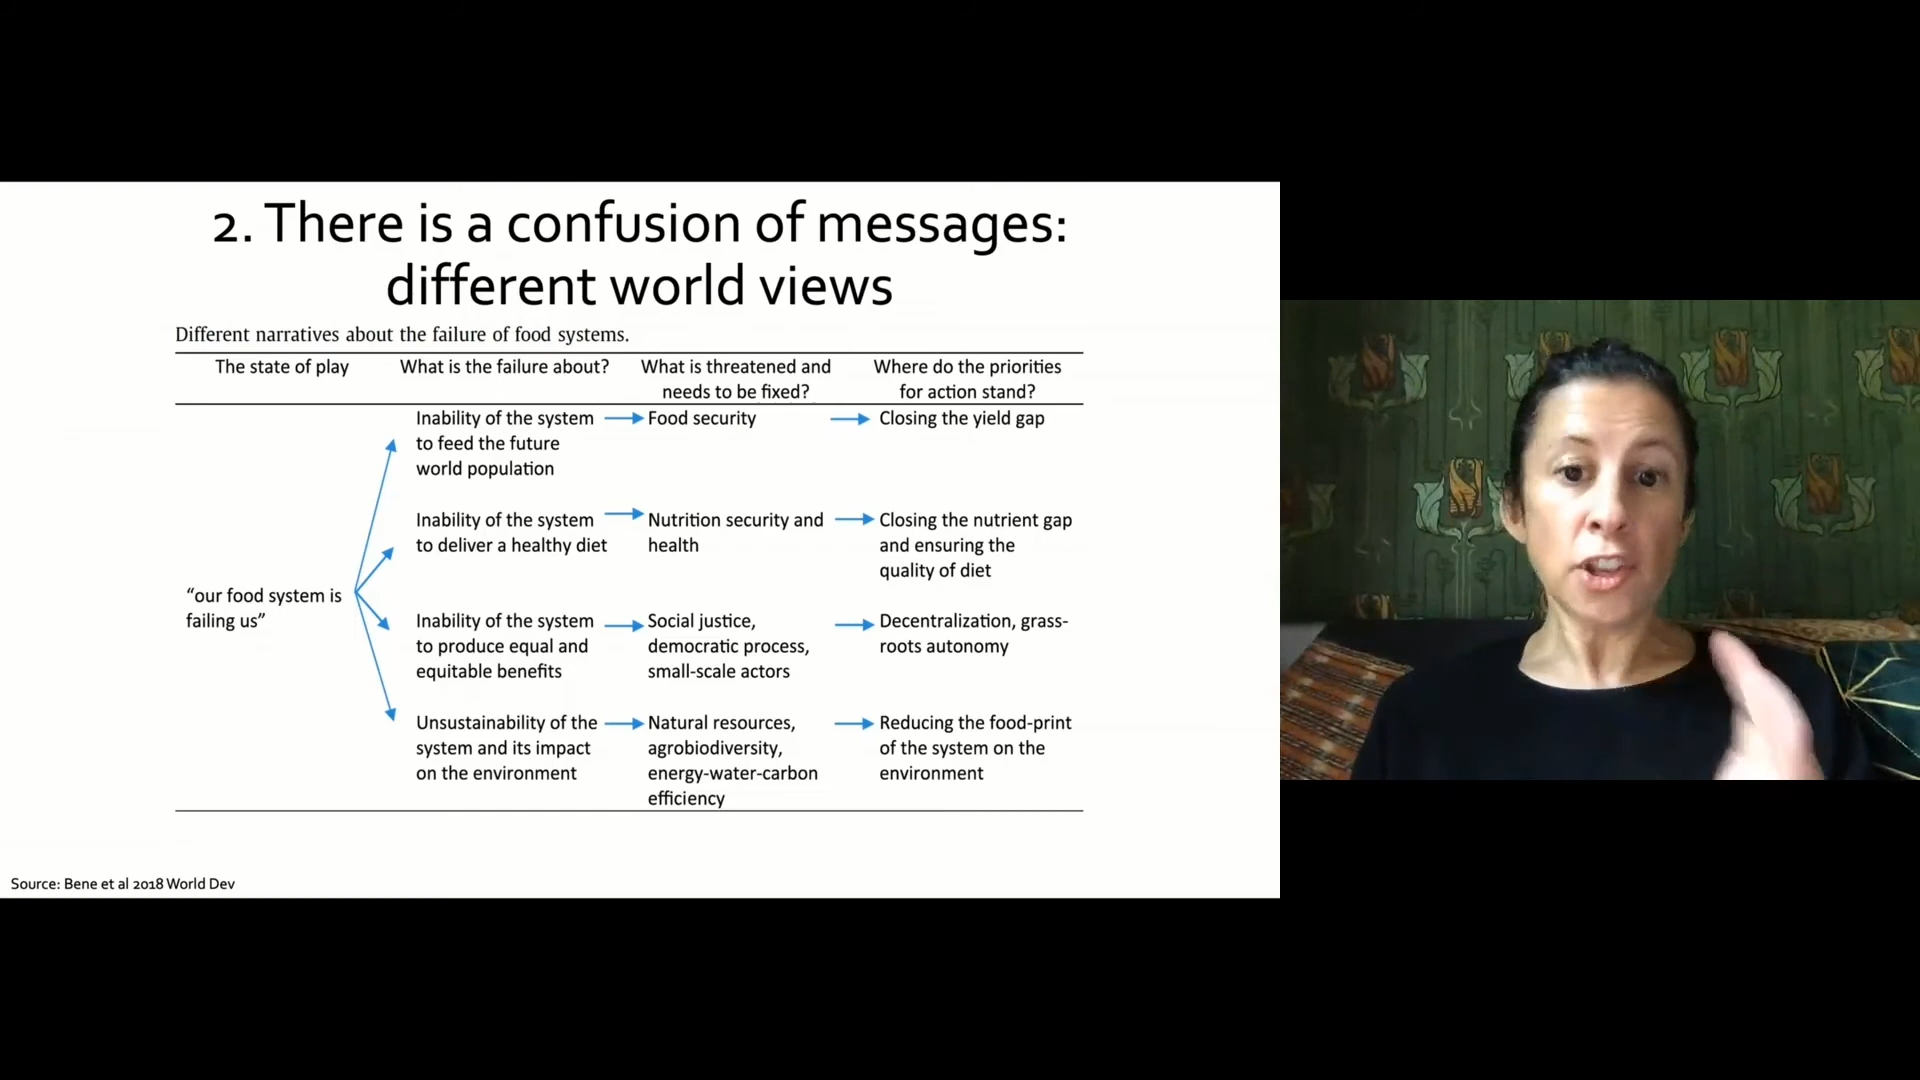 2. There is a confusion of messages:
different world views
Different narratives about the failure of food systems.
The state of play
What is the failure about?
What is threatened and
needs to be fixed?
Where do the priorities
for action stand?
“our food system is
failing us”
Inability of the system
to feed the future
world population
Food security
Closing the yield gap
Inability of the system
to deliver a healthy diet
Nutrition security and
health
Closing the nutrient gap
and ensuring the
quality of diet
Inability of the system
to produce equal and
equitable benefits
Social justice,
democratic process,
small-scale actors
Decentralization, grass-
roots autonomy
Unsustainability of the
system and its impact
on the environment
Natural resources,
agrobiodiversity,
energy-water-carbon
efficiency
Reducing the food-print
of the system on the
environment
Source: Bene et al 2018 World Dev